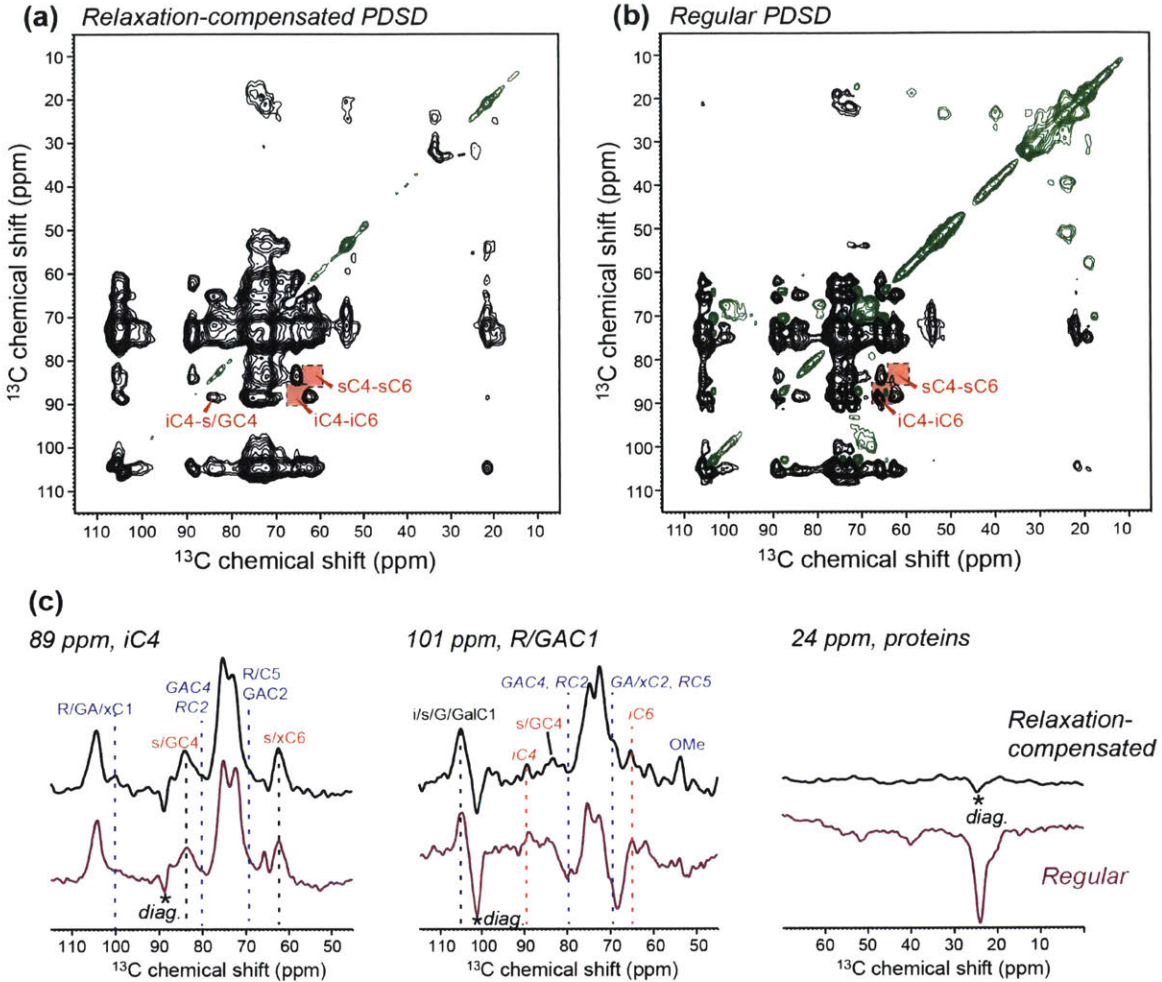 (a) Relaxation-compensated PDSD
10
20
30
40
50
60
70
80
90
100
110
13C chemical shift (ppm)
sC4-sC6
iC4-s/GC4
iC4-iC6
110 100 90 80 70 60 50 40 30 20 10
13C chemical shift (ppm)
(b) Regular PDSD
10
20
30
40
50
60
70
80
90
100
110
13C chemical shift (ppm)
sC4-sC6
iC4-iC6
110 100 90 80 70 60 50 40 30 20 10
13C chemical shift (ppm)
(c)
89 ppm, iC4
R/GA/xC1
GAC4
RC2
R/C5
GAC2
s/GC4
s/xC6
* diag.
110 100 90 80 70 60 50
13C chemical shift (ppm)
101 ppm, R/GAC1
GAC4, RC2
GA/xC2, RC5
i/s/G/GalC1
s/GC4
iC4
iC6
OMe
* diag.
110 100 90 80 70 60 50
13C chemical shift (ppm)
24 ppm, proteins
Relaxation-
compensated
* diag.
Regular
60 50 40 30 20 10
13C chemical shift (ppm)